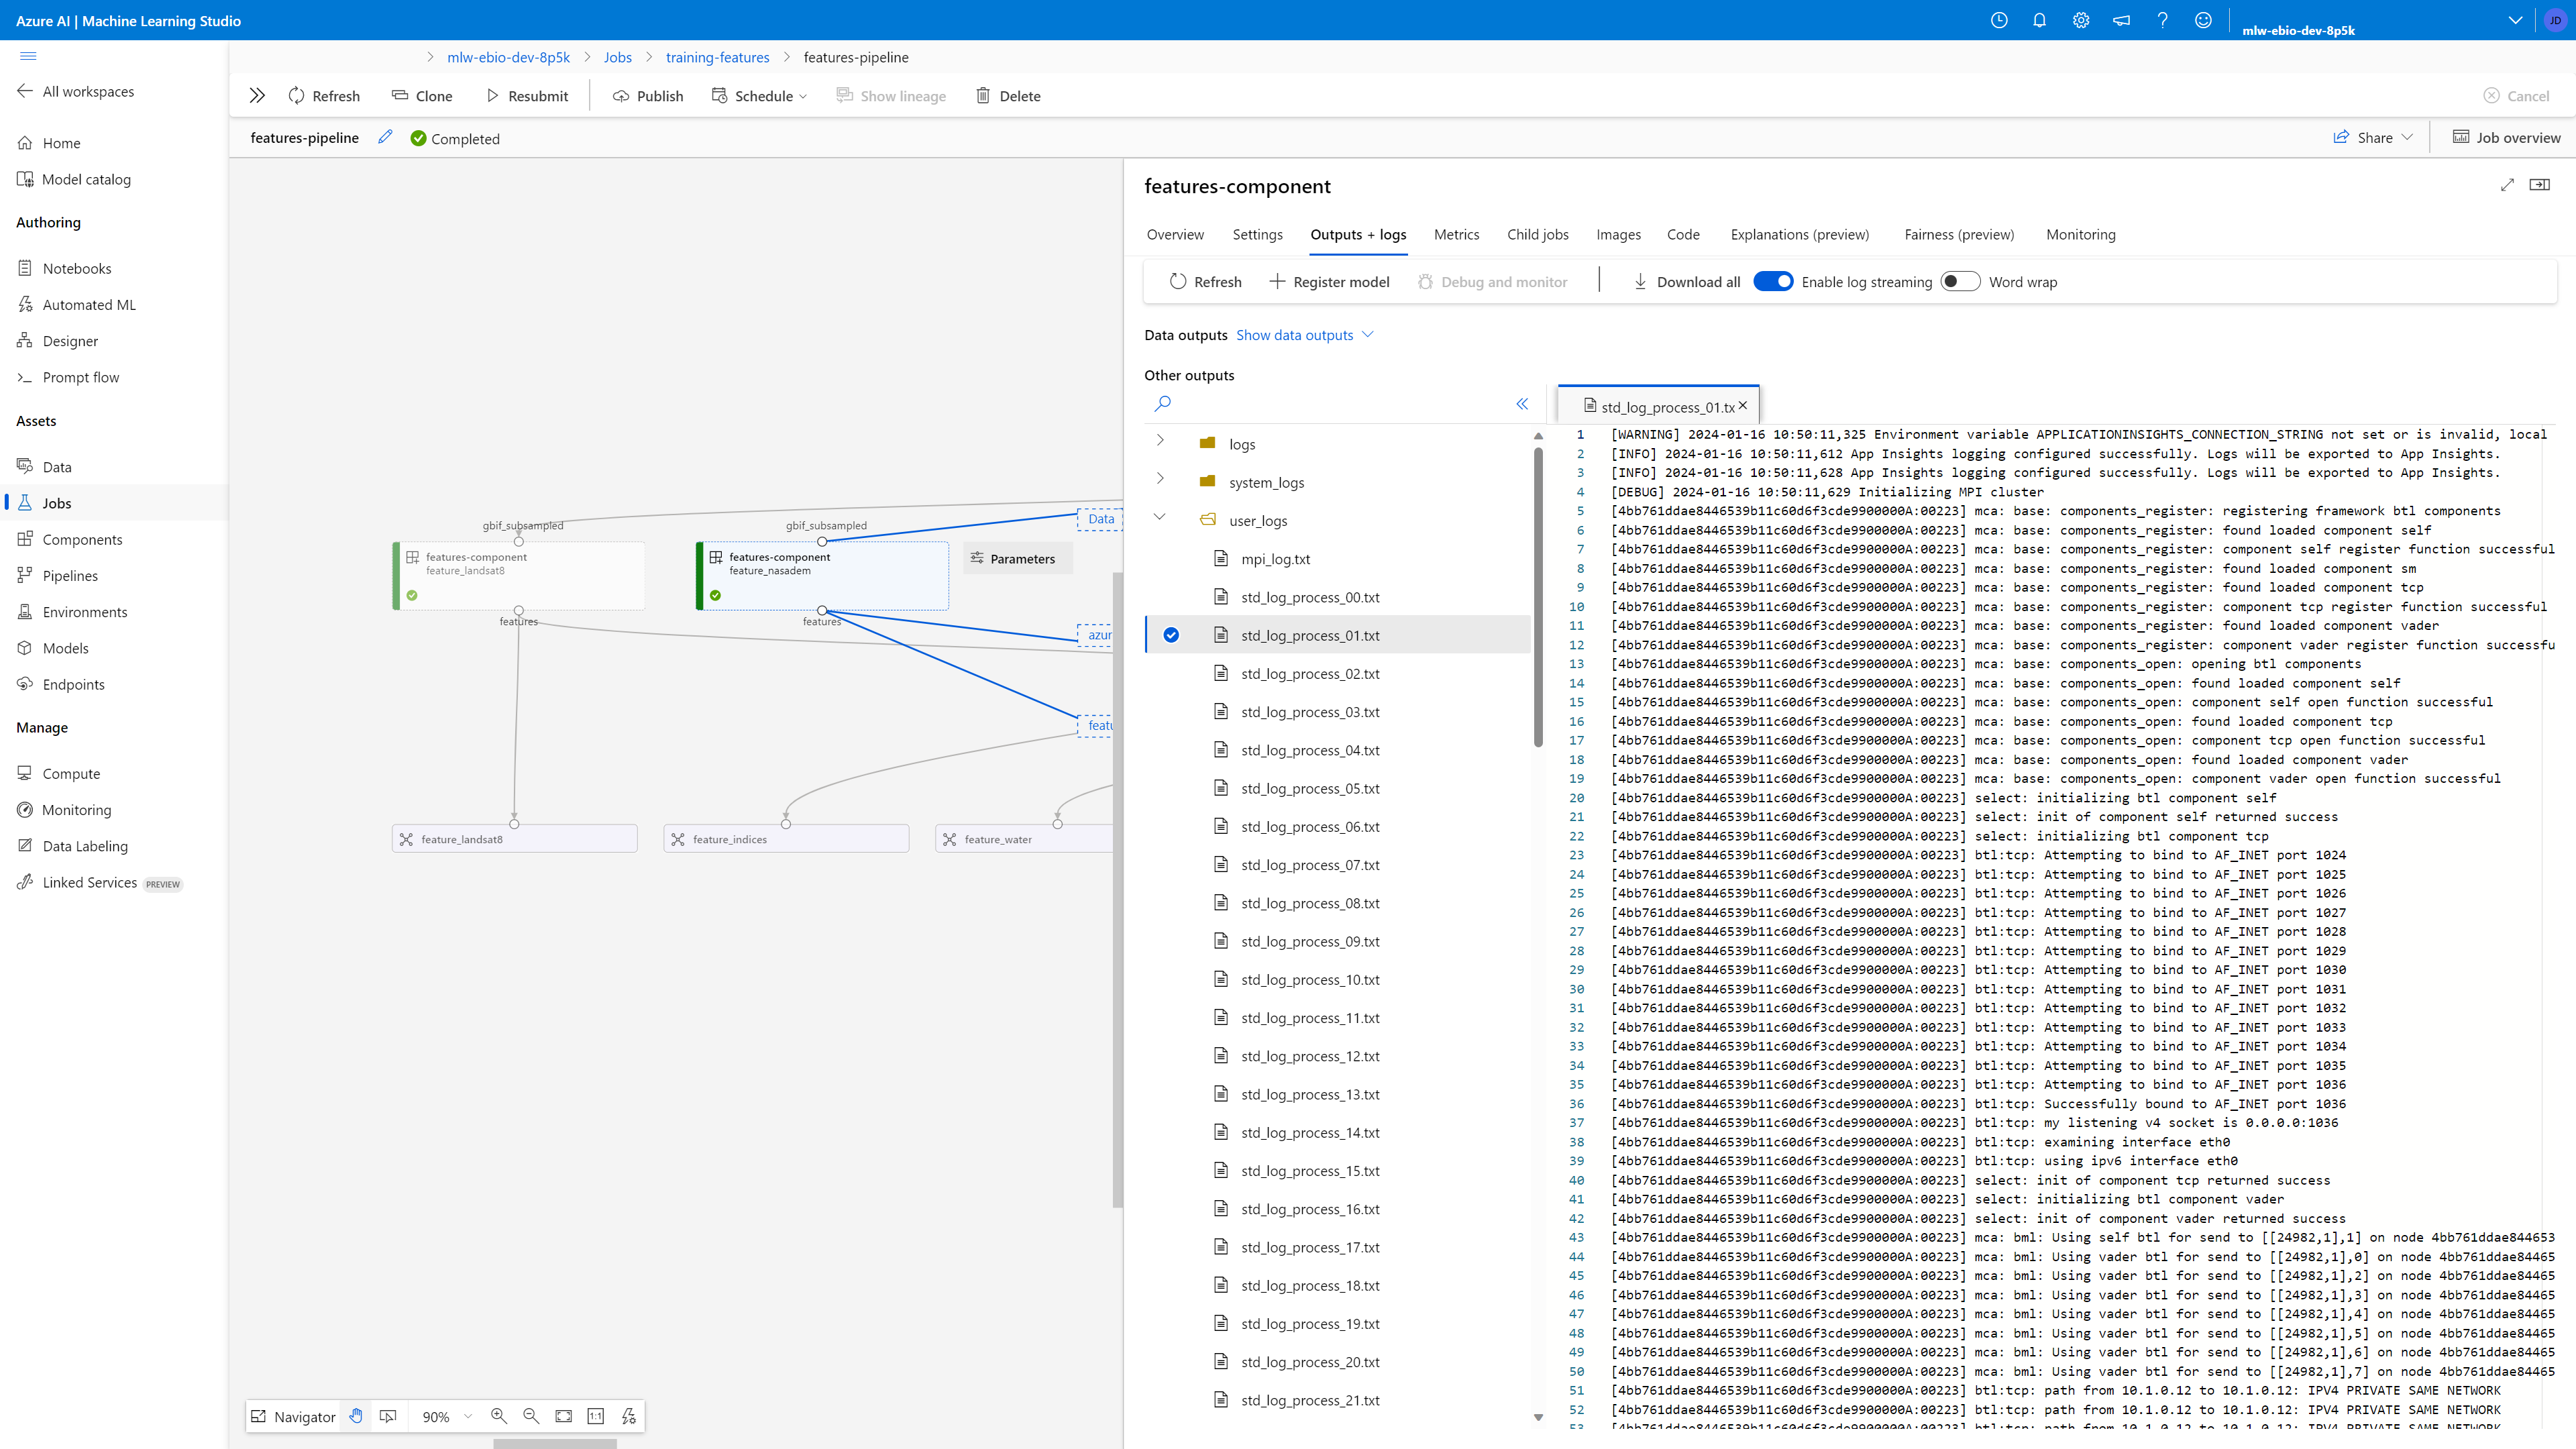 Azure AI | Machine Learning Studio
mlw-ebio-dev-8p5k
JD
mlw-ebio-dev-8p5k
Jobs
training-features
features-pipeline
All workspaces
Refresh
Clone
Resubmit
Publish
Schedule
Show lineage
Delete
Cancel
features-pipeline
Completed
Share
Job overview
Home
Model catalog
Authoring
Notebooks
Automated ML
Designer
Prompt flow
Assets
Data
Jobs
Components
Pipelines
Environments
Models
Endpoints
Manage
Compute
Monitoring
Data Labeling
Linked Services PREVIEW
gbif_subsampled
features-component
feature_landsat8
features
gbif_subsampled
features-component
feature_nasadem
features
Parameters
Data
azur
featu
feature_landsat8
feature_indices
feature_water
Navigator
90%
1:1
features-component
Overview
Settings
Outputs + logs
Metrics
Child jobs
Images
Code
Explanations (preview)
Fairness (preview)
Monitoring
Refresh
Register model
Debug and monitor
Download all
Enable log streaming
Word wrap
Data outputs Show data outputs
Other outputs
logs
system_logs
user_logs
mpi_log.txt
std_log_process_00.txt
std_log_process_01.txt
std_log_process_02.txt
std_log_process_03.txt
std_log_process_04.txt
std_log_process_05.txt
std_log_process_06.txt
std_log_process_07.txt
std_log_process_08.txt
std_log_process_09.txt
std_log_process_10.txt
std_log_process_11.txt
std_log_process_12.txt
std_log_process_13.txt
std_log_process_14.txt
std_log_process_15.txt
std_log_process_16.txt
std_log_process_17.txt
std_log_process_18.txt
std_log_process_19.txt
std_log_process_20.txt
std_log_process_21.txt
std_log_process_01.tx
1 [WARNING] 2024-01-16 10:50:11,325 Environment variable APPLICATIONINSIGHTS_CONNECTION_STRING not set or is invalid, local
2 [INFO] 2024-01-16 10:50:11,612 App Insights logging configured successfully. Logs will be exported to App Insights.
3 [INFO] 2024-01-16 10:50:11,628 App Insights logging configured successfully. Logs will be exported to App Insights.
4 [DEBUG] 2024-01-16 10:50:11,629 Initializing MPI cluster
5 [4bb761ddae8446539b11c60d6f3cde9900000A:00223] mca: base: components_register: registering framework btl components
6 [4bb761ddae8446539b11c60d6f3cde9900000A:00223] mca: base: components_register: found loaded component self
7 [4bb761ddae8446539b11c60d6f3cde9900000A:00223] mca: base: components_register: component self register function successful
8 [4bb761ddae8446539b11c60d6f3cde9900000A:00223] mca: base: components_register: found loaded component sm
9 [4bb761ddae8446539b11c60d6f3cde9900000A:00223] mca: base: components_register: found loaded component tcp
10 [4bb761ddae8446539b11c60d6f3cde9900000A:00223] mca: base: components_register: component tcp register function successful
11 [4bb761ddae8446539b11c60d6f3cde9900000A:00223] mca: base: components_register: found loaded component vader
12 [4bb761ddae8446539b11c60d6f3cde9900000A:00223] mca: base: components_register: component vader register function successfu
13 [4bb761ddae8446539b11c60d6f3cde9900000A:00223] mca: base: components_open: opening btl components
14 [4bb761ddae8446539b11c60d6f3cde9900000A:00223] mca: base: components_open: found loaded component self
15 [4bb761ddae8446539b11c60d6f3cde9900000A:00223] mca: base: components_open: component self open function successful
16 [4bb761ddae8446539b11c60d6f3cde9900000A:00223] mca: base: components_open: found loaded component tcp
17 [4bb761ddae8446539b11c60d6f3cde9900000A:00223] mca: base: components_open: component tcp open function successful
18 [4bb761ddae8446539b11c60d6f3cde9900000A:00223] mca: base: components_open: found loaded component vader
19 [4bb761ddae8446539b11c60d6f3cde9900000A:00223] mca: base: components_open: component vader open function successful
20 [4bb761ddae8446539b11c60d6f3cde9900000A:00223] select: initializing btl component self
21 [4bb761ddae8446539b11c60d6f3cde9900000A:00223] select: init of component self returned success
22 [4bb761ddae8446539b11c60d6f3cde9900000A:00223] select: initializing btl component tcp
23 [4bb761ddae8446539b11c60d6f3cde9900000A:00223] btl:tcp: Attempting to bind to AF_INET port 1024
24 [4bb761ddae8446539b11c60d6f3cde9900000A:00223] btl:tcp: Attempting to bind to AF_INET port 1025
25 [4bb761ddae8446539b11c60d6f3cde9900000A:00223] btl:tcp: Attempting to bind to AF_INET port 1026
26 [4bb761ddae8446539b11c60d6f3cde9900000A:00223] btl:tcp: Attempting to bind to AF_INET port 1027
27 [4bb761ddae8446539b11c60d6f3cde9900000A:00223] btl:tcp: Attempting to bind to AF_INET port 1028
28 [4bb761ddae8446539b11c60d6f3cde9900000A:00223] btl:tcp: Attempting to bind to AF_INET port 1029
29 [4bb761ddae8446539b11c60d6f3cde9900000A:00223] btl:tcp: Attempting to bind to AF_INET port 1030
30 [4bb761ddae8446539b11c60d6f3cde9900000A:00223] btl:tcp: Attempting to bind to AF_INET port 1031
31 [4bb761ddae8446539b11c60d6f3cde9900000A:00223] btl:tcp: Attempting to bind to AF_INET port 1032
32 [4bb761ddae8446539b11c60d6f3cde9900000A:00223] btl:tcp: Attempting to bind to AF_INET port 1033
33 [4bb761ddae8446539b11c60d6f3cde9900000A:00223] btl:tcp: Attempting to bind to AF_INET port 1034
34 [4bb761ddae8446539b11c60d6f3cde9900000A:00223] btl:tcp: Attempting to bind to AF_INET port 1035
35 [4bb761ddae8446539b11c60d6f3cde9900000A:00223] btl:tcp: Attempting to bind to AF_INET port 1036
36 [4bb761ddae8446539b11c60d6f3cde9900000A:00223] btl:tcp: Successfully bound to AF_INET port 1036
37 [4bb761ddae8446539b11c60d6f3cde9900000A:00223] btl:tcp: my listening v4 socket is 0.0.0.0:1036
38 [4bb761ddae8446539b11c60d6f3cde9900000A:00223] btl:tcp: examining interface eth0
39 [4bb761ddae8446539b11c60d6f3cde9900000A:00223] btl:tcp: using ipv6 interface eth0
40 [4bb761ddae8446539b11c60d6f3cde9900000A:00223] select: init of component tcp returned success
41 [4bb761ddae8446539b11c60d6f3cde9900000A:00223] select: initializing btl component vader
42 [4bb761ddae8446539b11c60d6f3cde9900000A:00223] select: init of component vader returned success
43 [4bb761ddae8446539b11c60d6f3cde9900000A:00223] mca: bml: Using self btl for send to [[24982,1],1] on node 4bb761ddae844653
44 [4bb761ddae8446539b11c60d6f3cde9900000A:00223] mca: bml: Using vader btl for send to [[24982,1],0] on node 4bb761ddae84465
45 [4bb761ddae8446539b11c60d6f3cde9900000A:00223] mca: bml: Using vader btl for send to [[24982,1],2] on node 4bb761ddae84465
46 [4bb761ddae8446539b11c60d6f3cde9900000A:00223] mca: bml: Using vader btl for send to [[24982,1],3] on node 4bb761ddae84465
47 [4bb761ddae8446539b11c60d6f3cde9900000A:00223] mca: bml: Using vader btl for send to [[24982,1],4] on node 4bb761ddae84465
48 [4bb761ddae8446539b11c60d6f3cde9900000A:00223] mca: bml: Using vader btl for send to [[24982,1],5] on node 4bb761ddae84465
49 [4bb761ddae8446539b11c60d6f3cde9900000A:00223] mca: bml: Using vader btl for send to [[24982,1],6] on node 4bb761ddae84465
50 [4bb761ddae8446539b11c60d6f3cde9900000A:00223] mca: bml: Using vader btl for send to [[24982,1],7] on node 4bb761ddae84465
51 [4bb761ddae8446539b11c60d6f3cde9900000A:00223] btl:tcp: path from 10.1.0.12 to 10.1.0.12: IPV4 PRIVATE SAME NETWORK
52 [4bb761ddae8446539b11c60d6f3cde9900000A:00223] btl:tcp: path from 10.1.0.12 to 10.1.0.12: IPV4 PRIVATE SAME NETWORK
53 [4bb761ddae8446539b11c60d6f3cde9900000A:00223] btl:tcp: path from 10.1.0.12 to 10.1.0.12: IPV4 PRIVATE SAME NETWORK